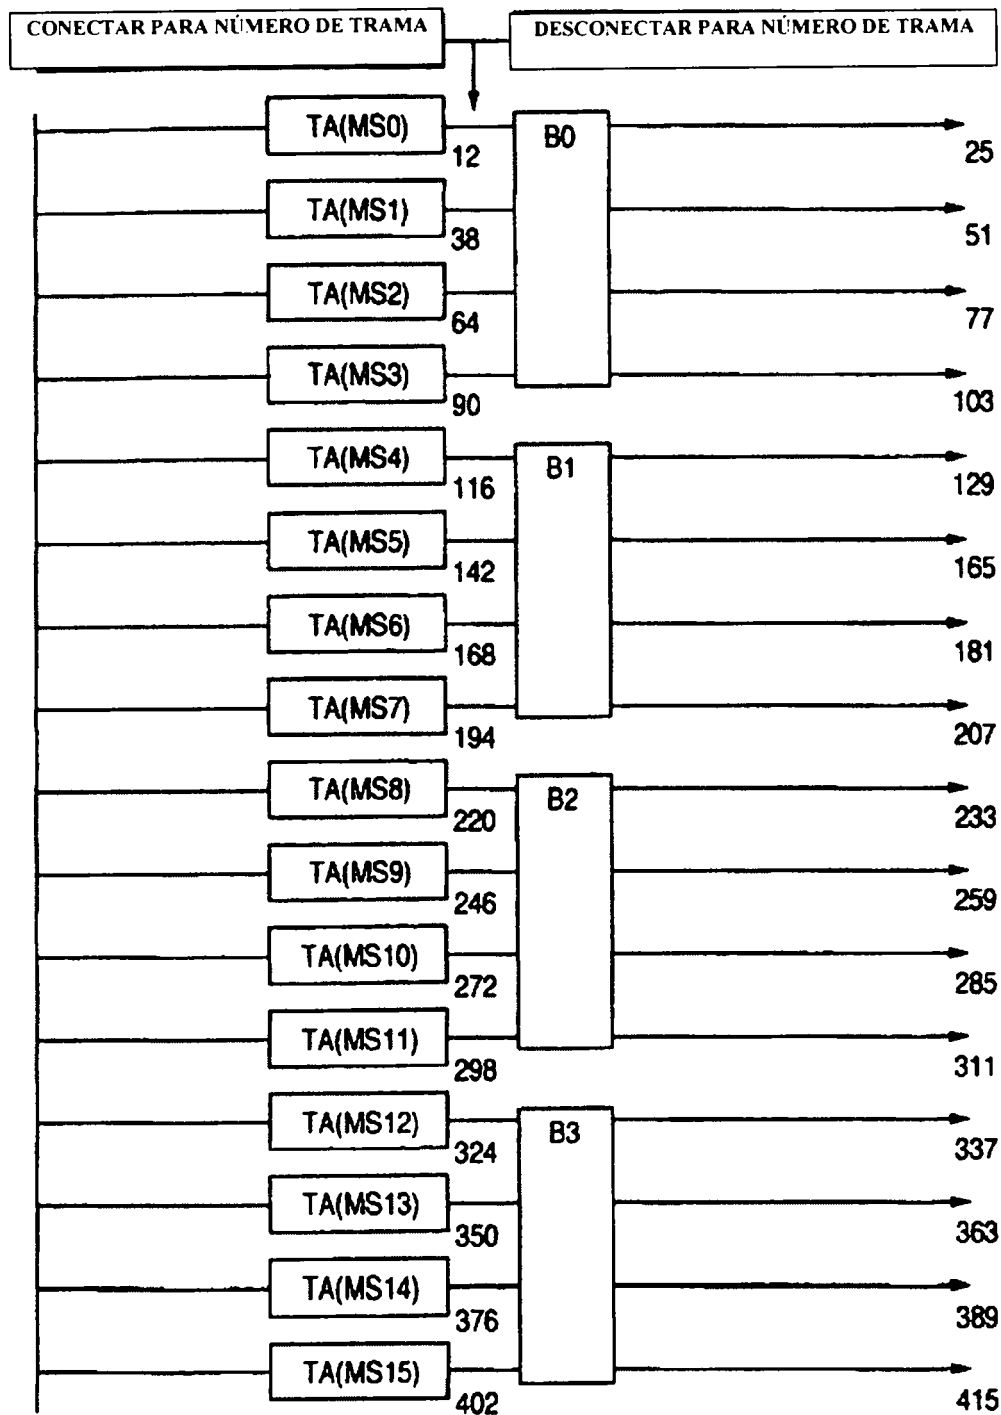 CONECTAR PARA NÚMERO DE TRAMA
DESCONECTAR PARA NÚMERO DE TRAMA
TA(MS0)
12
B0
25
TA(MS1)
38
51
TA(MS2)
64
77
TA(MS3)
90
103
TA(MS4)
116
B1
129
TA(MS5)
142
165
TA(MS6)
168
181
TA(MS7)
194
207
TA(MS8)
220
B2
233
TA(MS9)
246
259
TA(MS10)
272
285
TA(MS11)
298
311
TA(MS12)
324
B3
337
TA(MS13)
350
363
TA(MS14)
376
389
TA(MS15)
402
415